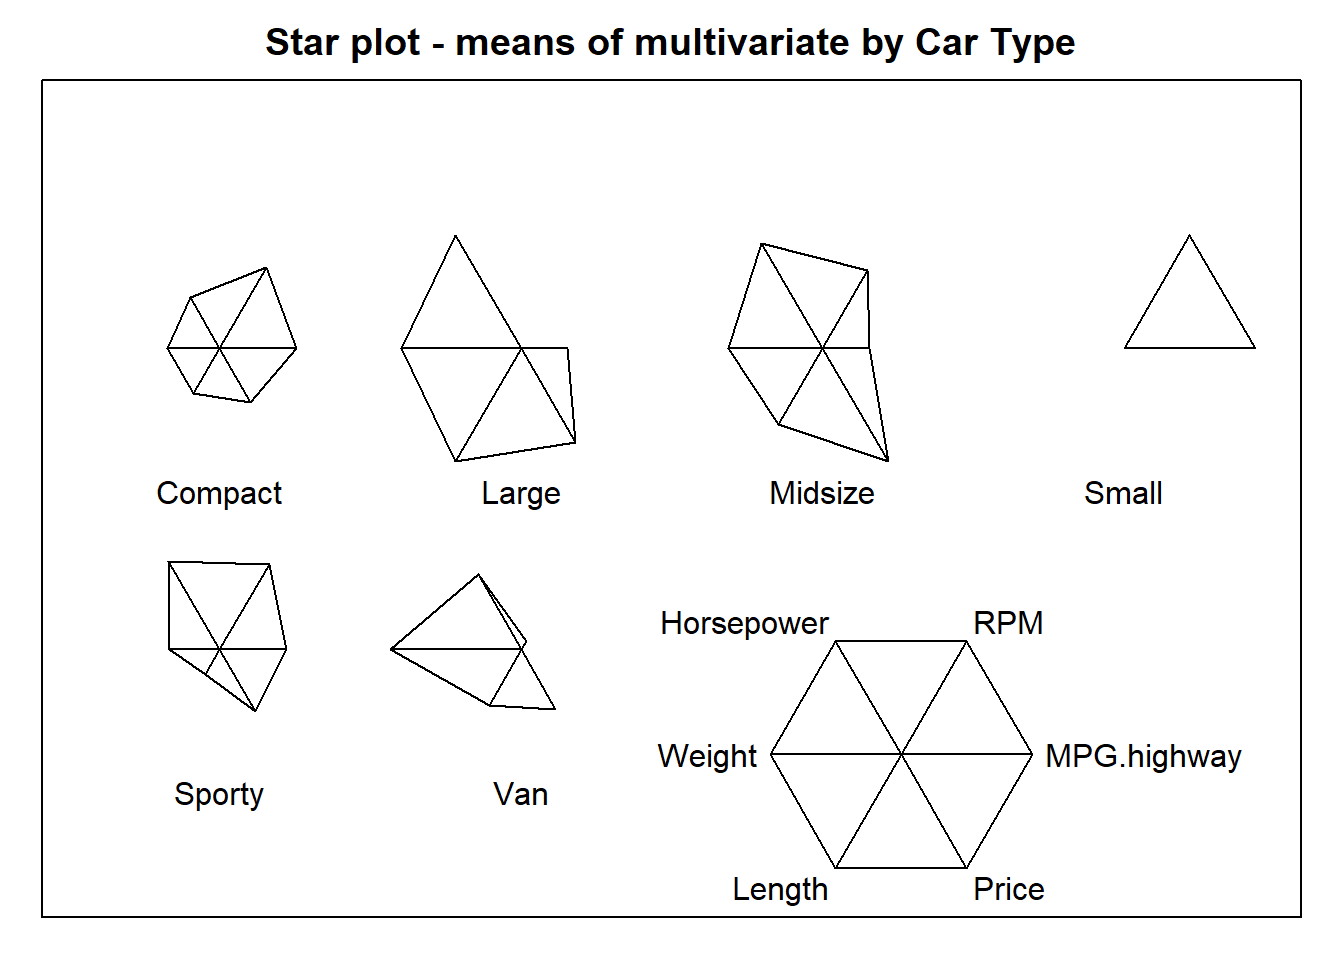 Star plot - means of multivariate by Car Type
Compact
Large
Midsize
Small
Sporty
Van
Horsepower
RPM
Weight
MPG.highway
Length
Price